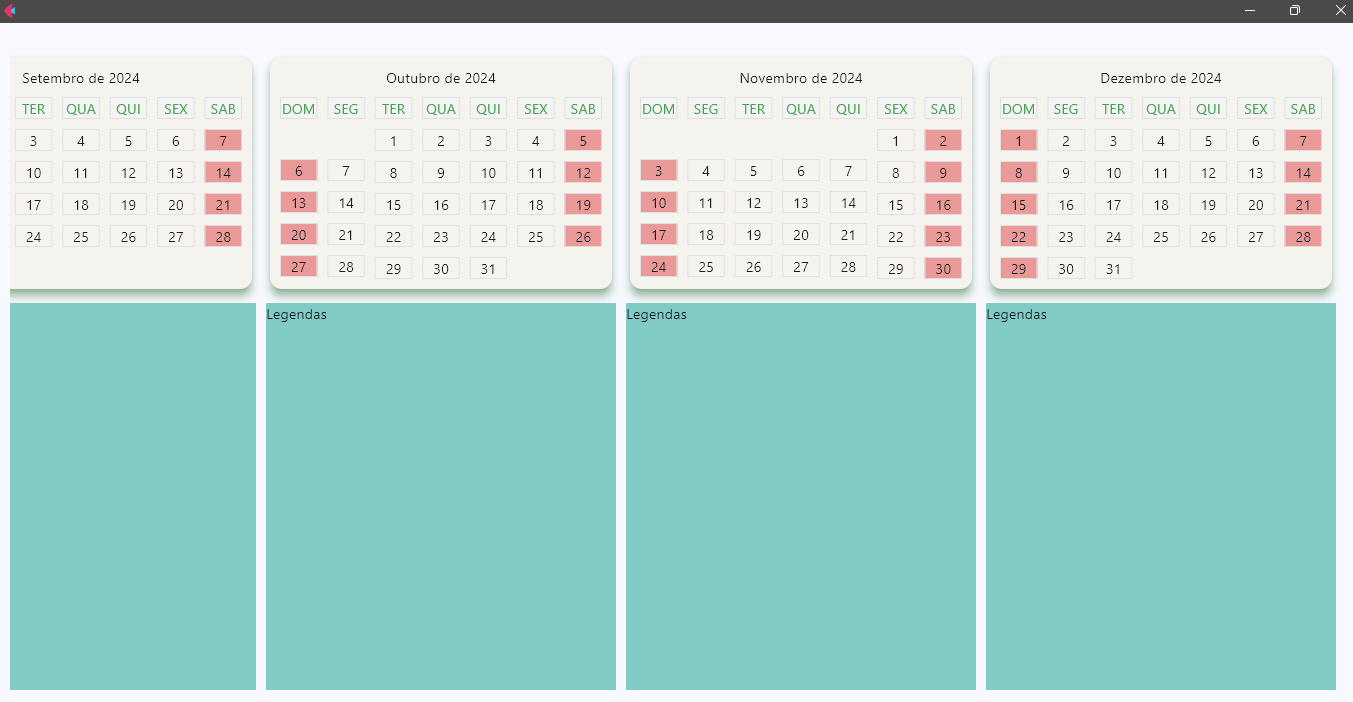 Setembro de 2024
TER QUA QUI SEX SAB
3 4 5 6 7
10 11 12 13 14
17 18 19 20 21
24 25 26 27 28
Outubro de 2024
DOM SEG TER QUA QUI SEX SAB
1 2 3 4 5
6 7 8 9 10 11 12
13 14 15 16 17 18 19
20 21 22 23 24 25 26
27 28 29 30 31
Novembro de 2024
DOM SEG TER QUA QUI SEX SAB
1 2
3 4 5 6 7 8 9
10 11 12 13 14 15 16
17 18 19 20 21 22 23
24 25 26 27 28 29 30
Dezembro de 2024
DOM SEG TER QUA QUI SEX SAB
1 2 3 4 5 6 7
8 9 10 11 12 13 14
15 16 17 18 19 20 21
22 23 24 25 26 27 28
29 30 31
Legendas
Legendas
Legendas